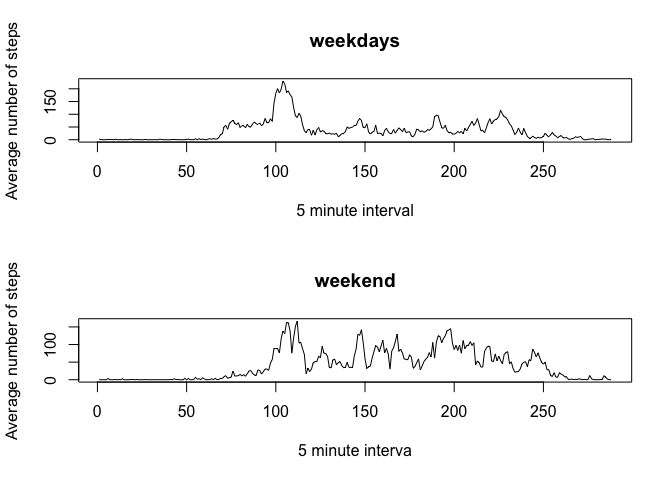 weekdays
Average number of steps
150
0
0 50 100 150 200 250
5 minute interval
weekend
Average number of steps
100
0
0 50 100 150 200 250
5 minute interva